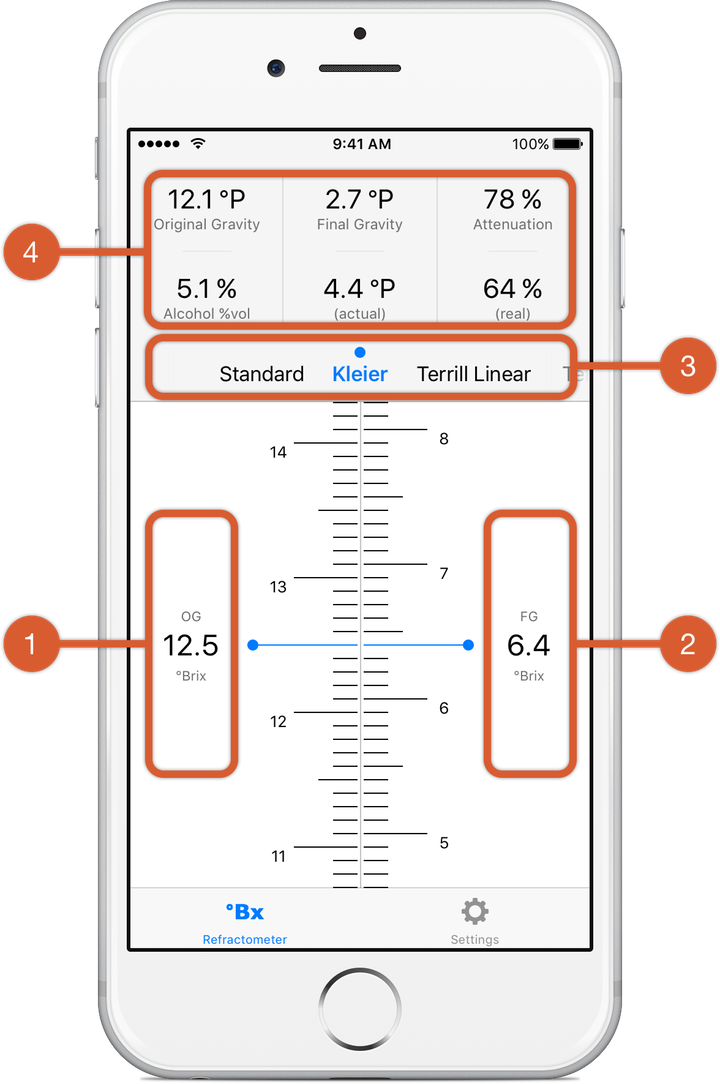 9:41 AM 100%
12.1 °P 2.7 °P 78 %
Original Gravity Final Gravity Attenuation
4
5.1 % 4.4 °P 64 %
Alcohol %vol (actual) (real)
3
Standard Kleier Terrill Linear Te
14 8
13 7
OG FG
1 12.5 6.4 2
°Brix °Brix
12 6
11 5
°Bx
Refractometer Settings